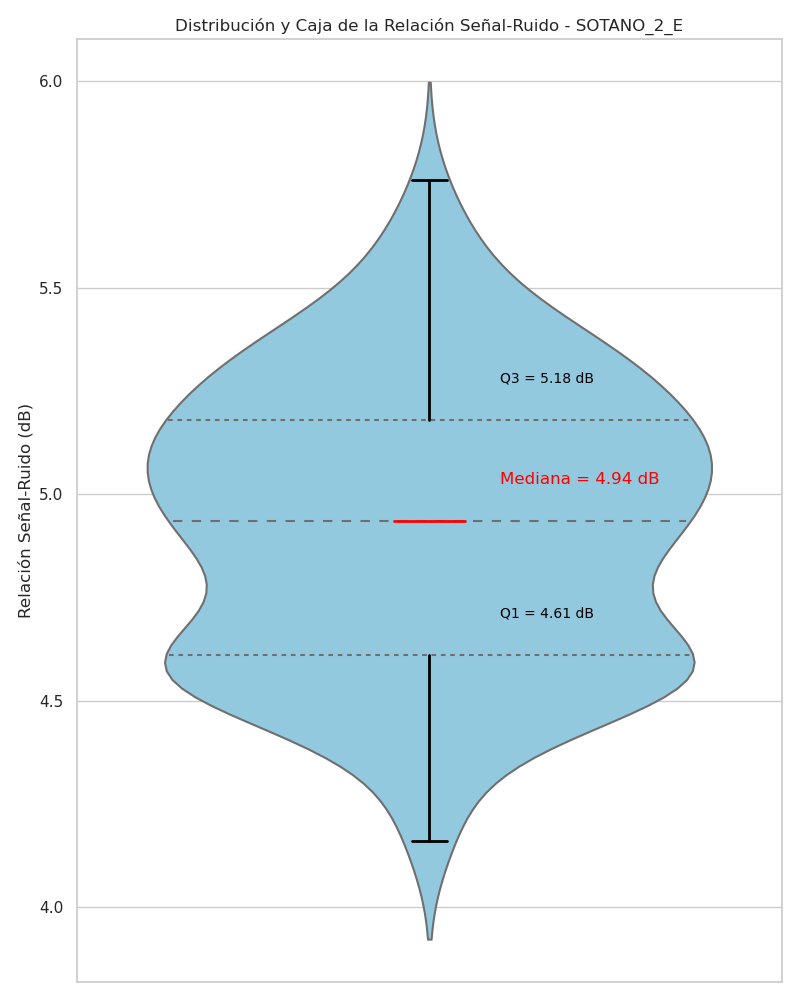 Distribución y Caja de la Relación Señal-Ruido - SOTANO_2_E
Relación Señal-Ruido (dB)
6.0
5.5
5.0
4.5
4.0
Q3 = 5.18 dB
Mediana = 4.94 dB
Q1 = 4.61 dB